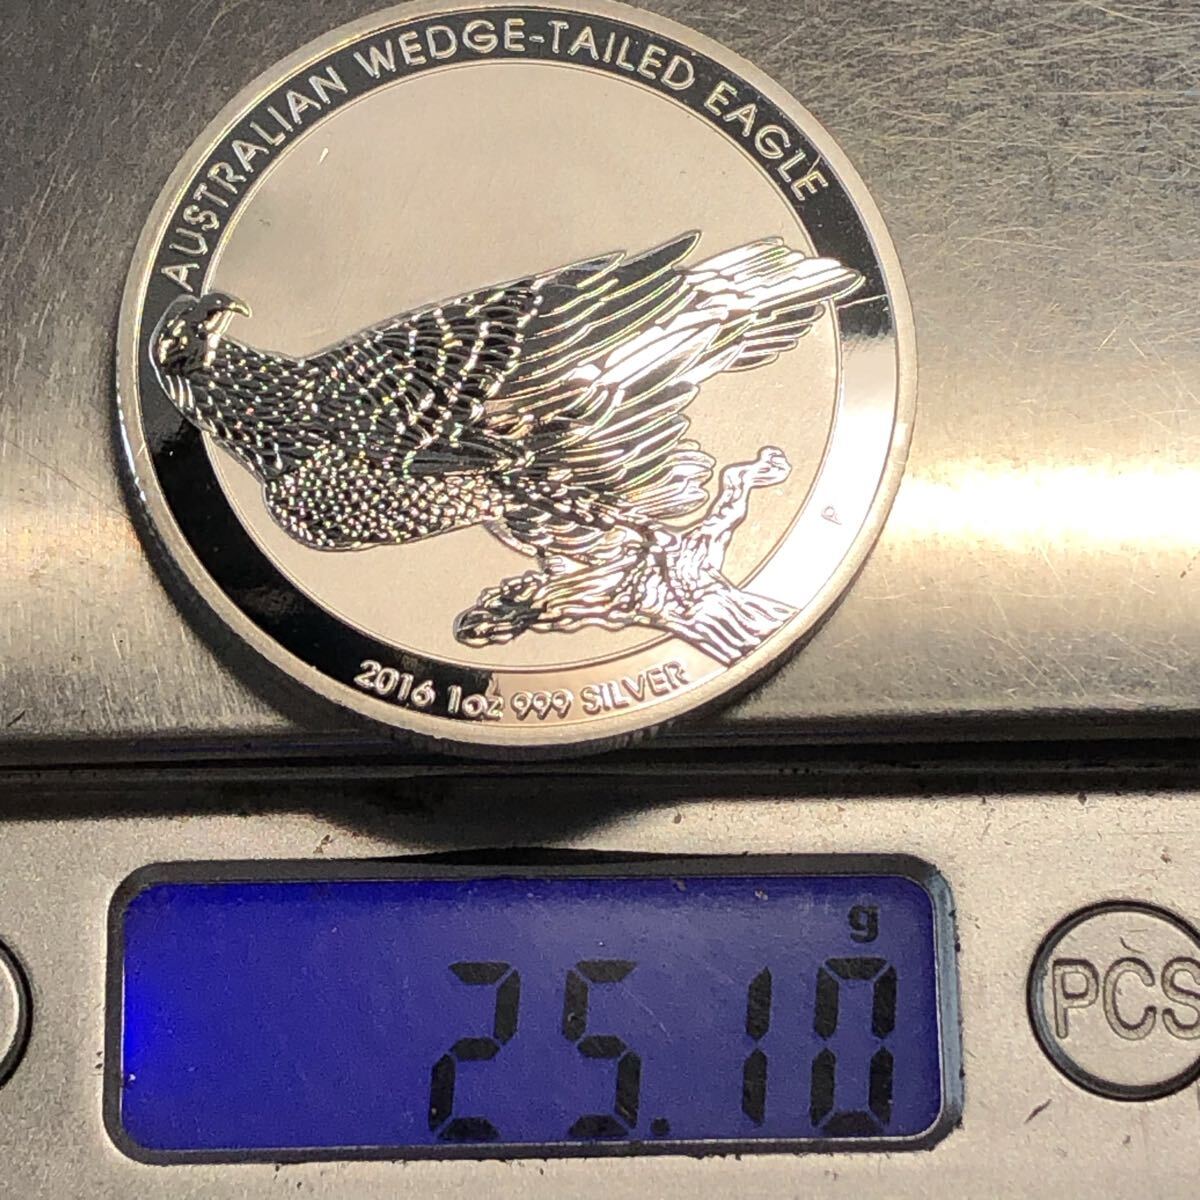 AUSTRALIAN WEDGE-TAILED EAGLE
P
2016 1oz 999 SILVER
g
25.10
PCS